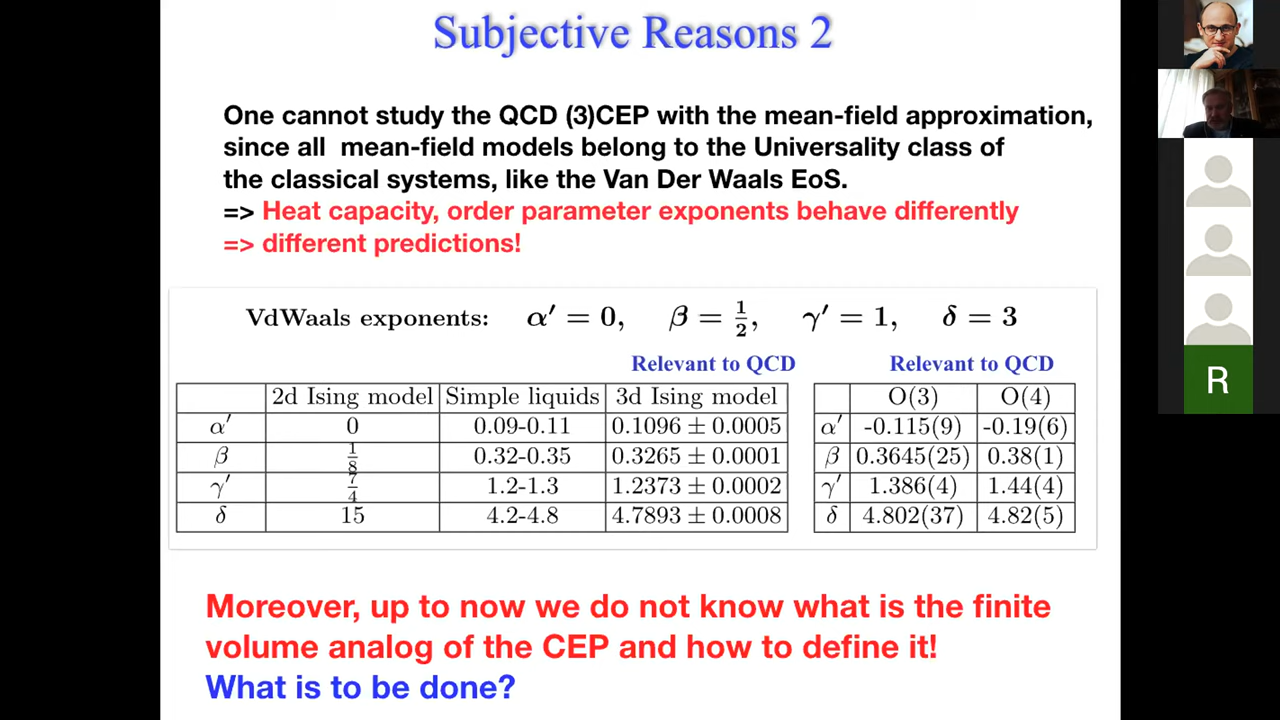 Subjective Reasons 2
One cannot study the QCD (3)CEP with the mean-field approximation,
since all mean-field models belong to the Universality class of
the classical systems, like the Van Der Waals EoS.
=> Heat capacity, order parameter exponents behave differently
=> different predictions!
VdWaals exponents: α′ = 0, β = 1/2, γ′ = 1, δ = 3
Relevant to QCD
2d Ising model Simple liquids 3d Ising model
α′ 0 0.09-0.11 0.1096 ± 0.0005
β 1/8 0.32-0.35 0.3265 ± 0.0001
γ′ 7/4 1.2-1.3 1.2373 ± 0.0002
δ 15 4.2-4.8 4.7893 ± 0.0008
Relevant to QCD
O(3) O(4)
α′ -0.115(9) -0.19(6)
β 0.3645(25) 0.38(1)
γ′ 1.386(4) 1.44(4)
δ 4.802(37) 4.82(5)
Moreover, up to now we do not know what is the finite
volume analog of the CEP and how to define it!
What is to be done?
R